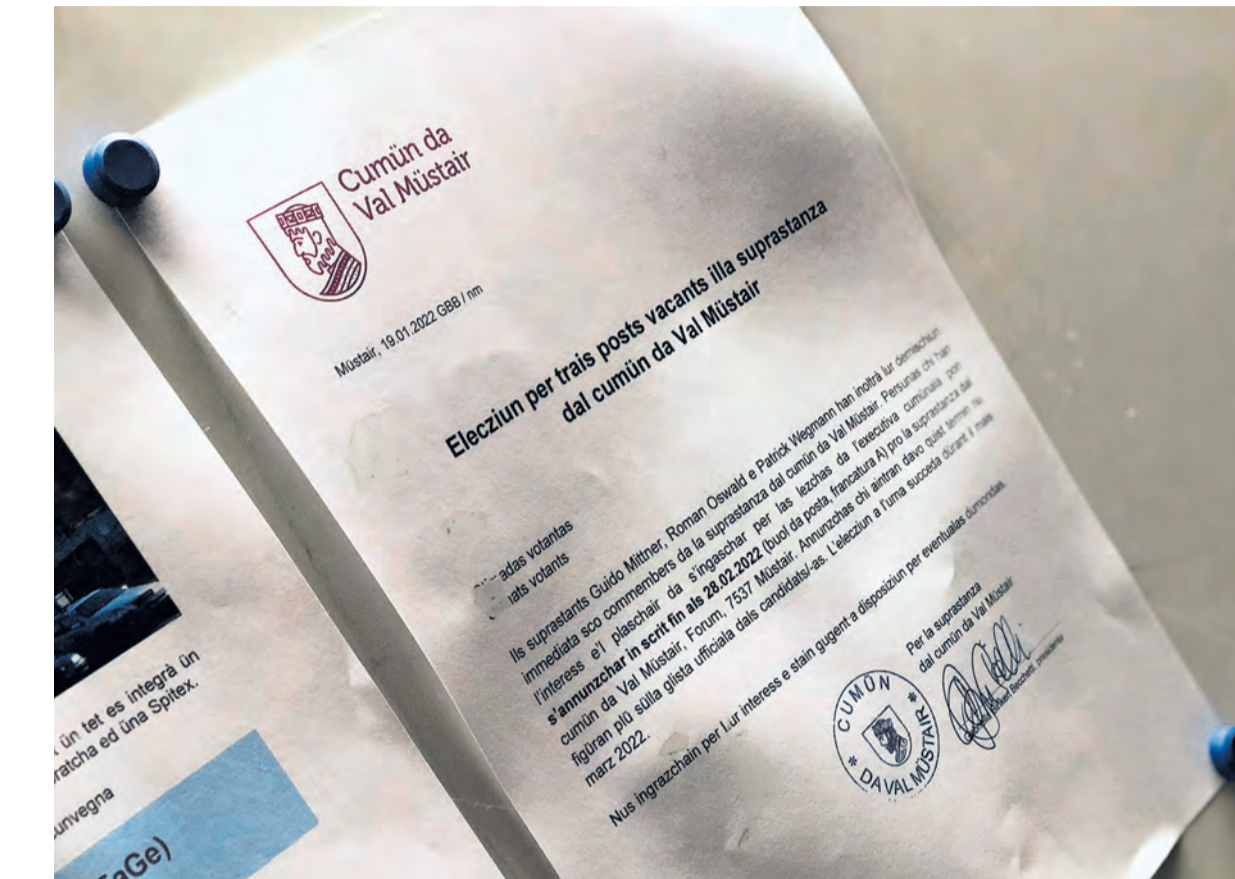 Cumün da
Val Müstair
Müstair, 19.01.2022 GBB / nm
Elecziun per trais posts vacants illa suprastanza
dal cumün da Val Müstair
adas votantas
ats votants
Ils suprastants Guido Mittner, Roman Oswald e Patrick Wegmann han inoltrà lur demischiun
immediata sco commembers da la suprastanza dal cumün da Val Müstair. Persunas chi han
l'interess e'l plaschair da s'ingaschar per las lezchas da l'executiva cumünala pon
s'annunzchar in scrit fin als 28.02.2022 (buol da posta, francatura A) pro la suprastanza dal
cumün da Val Müstair, Forum, 7537 Müstair. Annunzchas chi aintran davo quist termin nu
figüran plü sülla glista ufficiala dals candidats/-as. L'elecziun a l'urna succeda dürant il mais
marz 2022.
Nus ingrazchain per lur interess e stain gugent a disposiziun per eventualas dumondas.
Per la suprastanza
dal cumün da Val Müstair
presidenta
CUMÜN
DA VAL MÜSTAIR
ün tet es integrà ün
ratcha ed üna Spitex.
unvegna
aGe)